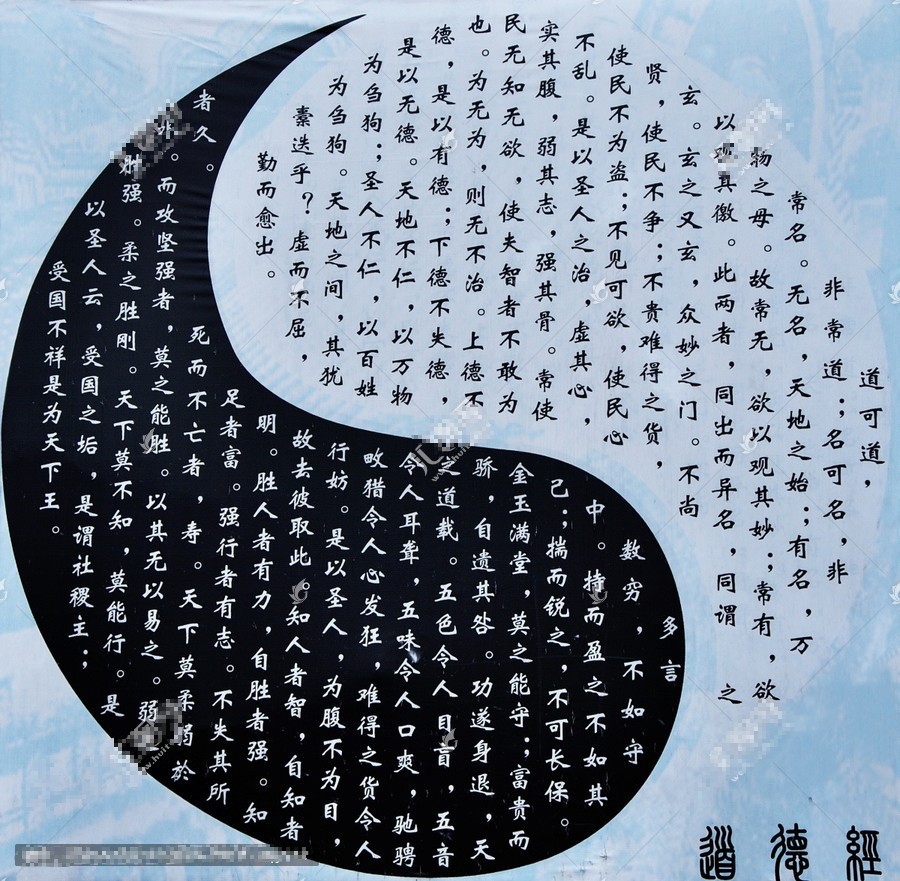 道可道，
非常道；名可名，非
常名。无名，天地之始；有名，万
物之母。故常无，欲以观其妙；常有，欲
以观其徼。此两者，同出而异名，同谓之
玄。玄之又玄，众妙之门。不尚
贤，使民不争；不贵难得之货，
使民不为盗；不见可欲，使民心
不乱。是以圣人之治，虚其心，
实其腹，弱其志，强其骨。常使
民无知无欲，使夫智者不敢为
也。为无为，则无不治。上德不
德，是以有德；下德不失德，
是以无德。天地不仁，以万物
为刍狗；圣人不仁，以百姓
为刍狗。天地之间，其犹
橐迭乎？虚而不屈，
勤而愈出。
多言
数穷，不如守
中。持而盈之不如其
己；揣而锐之，不可长保。
金玉满堂，莫之能守；富贵而
骄，自遗其咎。功遂身退，天
之道载。五色令人目盲，五音
令人耳聋，五味令人口爽，驰骋
畋猎令人心发狂，难得之货令人
行妨。是以圣人，为腹不为目，
故去彼取此。知人者智，自知者
明。胜人者有力，自胜者强。知
足者富。强行者有志。不失其所
者久。死而不亡者，寿。天下莫柔弱於
。而攻坚强者，莫之能胜。以其无以易之。弱
胜强。柔之胜刚。天下莫不知，莫能行。是
以圣人云，受国之垢，是谓社稷主；
受国不祥是为天下王。
道德經